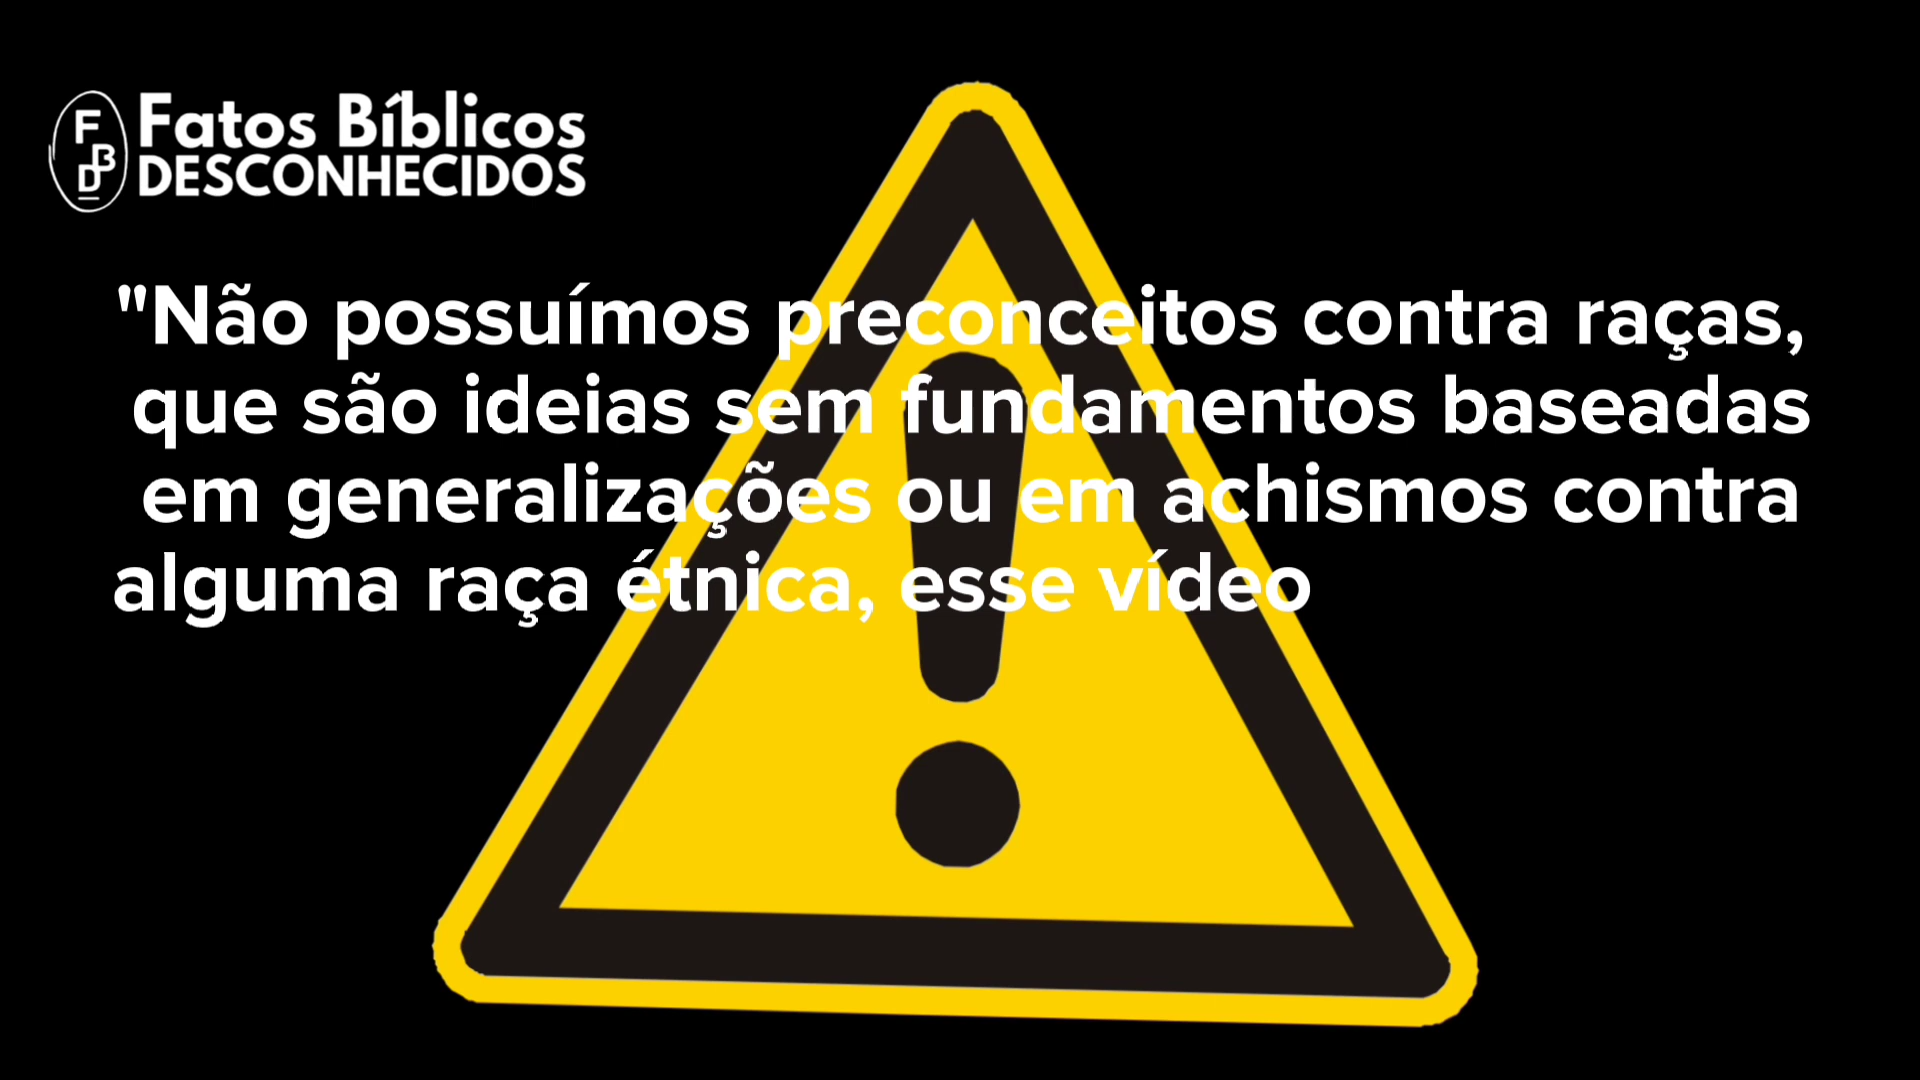 FBD
Fatos Bíblicos
DESCONHECIDOS
"Não possuímos preconceitos contra raças,
que são ideias sem fundamentos baseadas
em generalizações ou em achismos contra
alguma raça étnica, esse vídeo